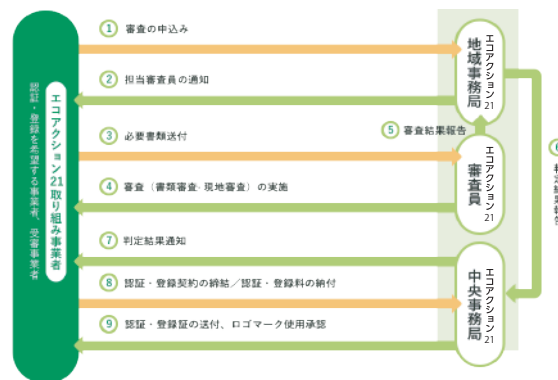 ① 審査の申込み
② 担当審査員の通知
③ 必要書類送付
④ 審査（書類審査・現地審査）の実施
⑤ 審査結果報告
⑦ 判定結果通知
⑧ 認証・登録契約の締結／認証・登録料の納付
⑨ 認証・登録証の送付、ロゴマーク使用承認
エコアクション21取り組み事業者
認証・登録を希望する事業者、受審事業者
エコアクション21
地域事務局
エコアクション21
審査員
エコアクション21
中央事務局